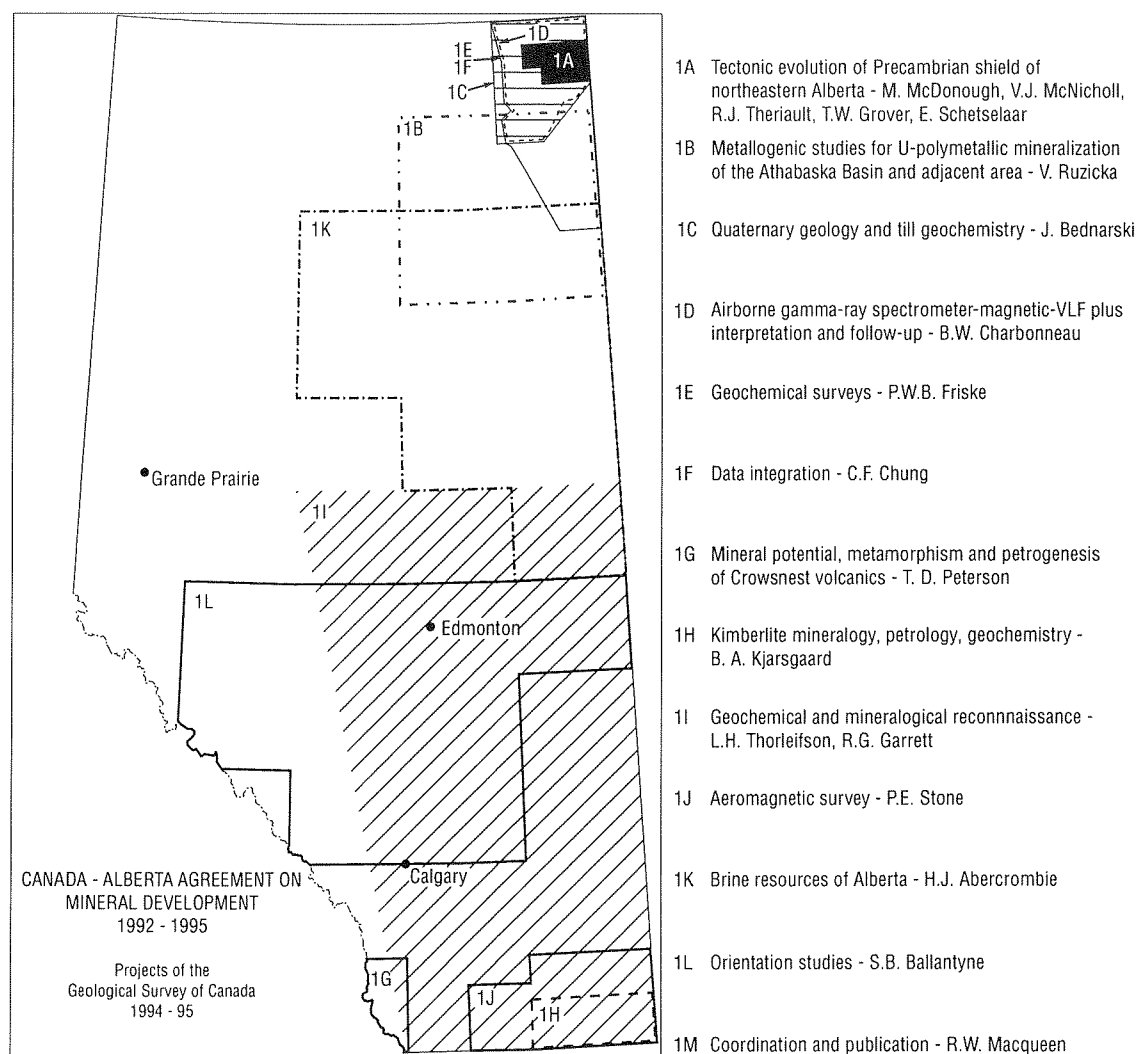 1D
1E
1F
1A
1C
1B
1K
Grande Prairie
1I
1L
Edmonton
Calgary
CANADA - ALBERTA AGREEMENT ON
MINERAL DEVELOPMENT
1992 - 1995
Projects of the
Geological Survey of Canada
1994 - 95
1G
1J
1H
1A Tectonic evolution of Precambrian shield of
northeastern Alberta - M. McDonough, V.J. McNicholl,
R.J. Theriault, T.W. Grover, E. Schetselaar
1B Metallogenic studies for U-polymetallic mineralization
of the Athabaska Basin and adjacent area - V. Ruzicka
1C Quaternary geology and till geochemistry - J. Bednarski
1D Airborne gamma-ray spectrometer-magnetic-VLF plus
interpretation and follow-up - B.W. Charbonneau
1E Geochemical surveys - P.W.B. Friske
1F Data integration - C.F. Chung
1G Mineral potential, metamorphism and petrogenesis
of Crowsnest volcanics - T. D. Peterson
1H Kimberlite mineralogy, petrology, geochemistry -
B. A. Kjarsgaard
1I Geochemical and mineralogical reconnnaissance -
L.H. Thorleifson, R.G. Garrett
1J Aeromagnetic survey - P.E. Stone
1K Brine resources of Alberta - H.J. Abercrombie
1L Orientation studies - S.B. Ballantyne
1M Coordination and publication - R.W. Macqueen